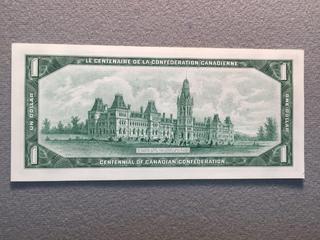 LE CENTENAIRE DE LA CONFÉDÉRATION CANADIENNE
1
1
UN DOLLAR
ONE DOLLAR
1
1
CENTENNIAL OF CANADIAN CONFEDERATION